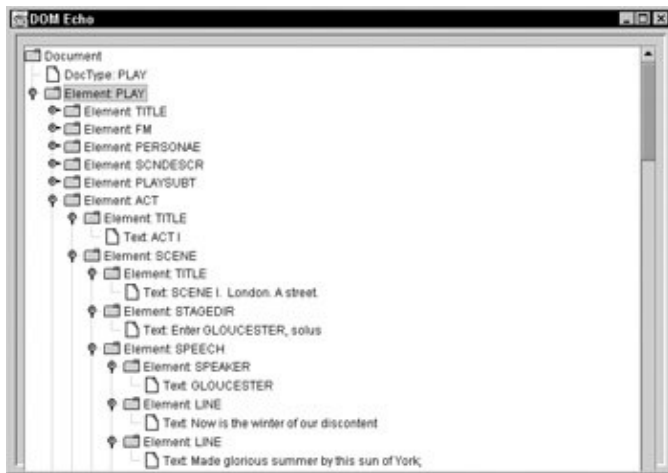 DOM Echo
Document
DocType: PLAY
Element: PLAY
Element: TITLE
Element: FM
Element: PERSONAE
Element: SCNDESCR
Element: PLAYSUBT
Element: ACT
Element: TITLE
Text: ACT I
Element: SCENE
Element: TITLE
Text: SCENE I. London. A street.
Element: STAGEDIR
Text: Enter GLOUCESTER, solus
Element: SPEECH
Element: SPEAKER
Text: GLOUCESTER
Element: LINE
Text: Now is the winter of our discontent
Element: LINE
Text: Made glorious summer by this sun of York;